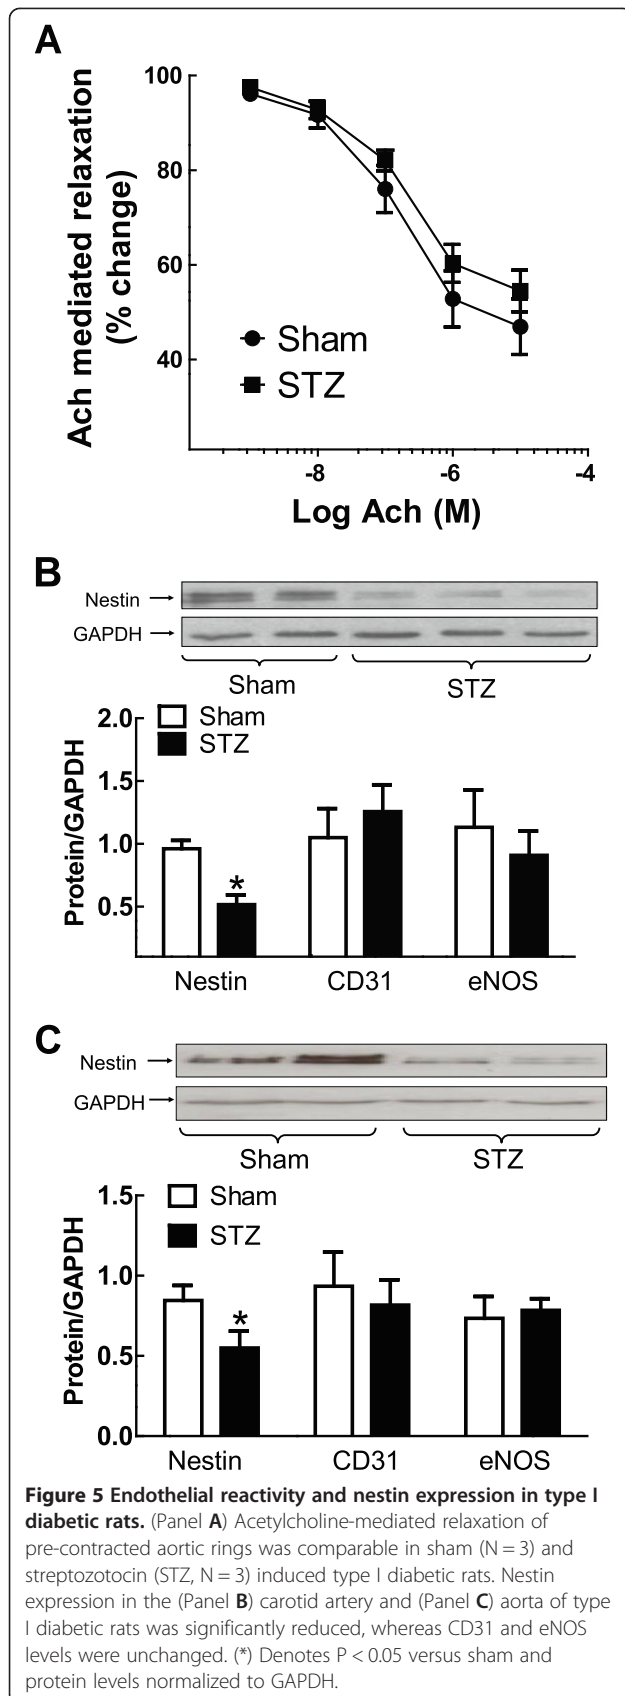 A
Ach mediated relaxation
(% change)
100
80
60
40
Sham
STZ
-8
-6
-4
Log Ach (M)
B
Nestin
GAPDH
Sham
STZ
Protein/GAPDH
2.0
1.5
1.0
0.5
Sham
STZ
*
Nestin
CD31
eNOS
C
Nestin
GAPDH
Sham
STZ
Protein/GAPDH
1.5
1.0
0.5
0.0
Sham
STZ
*
Nestin
CD31
eNOS
Figure 5 Endothelial reactivity and nestin expression in type I
diabetic rats. (Panel A) Acetylcholine-mediated relaxation of
pre-contracted aortic rings was comparable in sham (N = 3) and
streptozotocin (STZ, N = 3) induced type I diabetic rats. Nestin
expression in the (Panel B) carotid artery and (Panel C) aorta of type
I diabetic rats was significantly reduced, whereas CD31 and eNOS
levels were unchanged. (*) Denotes P < 0.05 versus sham and
protein levels normalized to GAPDH.